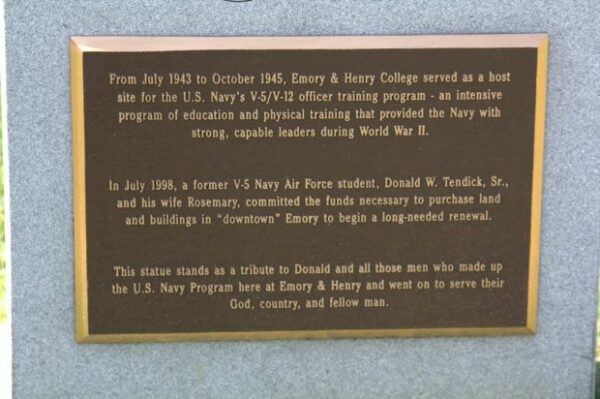 From July 1943 to October 1945, Emory & Henry College served as a host
site for the U.S. Navy's V-5/V-12 officer training program - an intensive
program of education and physical training that provided the Navy with
strong, capable leaders during World War II.
In July 1998, a former V-5 Navy Air Force student, Donald W. Tendick, Sr.,
and his wife Rosemary, committed the funds necessary to purchase land
and buildings in "downtown" Emory to begin a long-needed renewal.
This statue stands as a tribute to Donald and all those men who made up
the U.S. Navy Program here at Emory & Henry and went on to serve their
God, country, and fellow man.